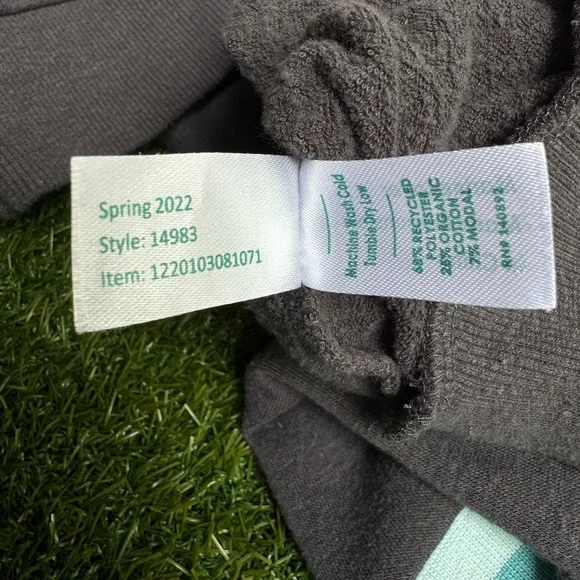 Spring 2022
Style: 14983
Item: 1220103081071
Machine Wash Cold
Tumble Dry Low
68% RECYCLED
POLYESTER
25% ORGANIC
COTTON
7% MODAL
RN# 140592